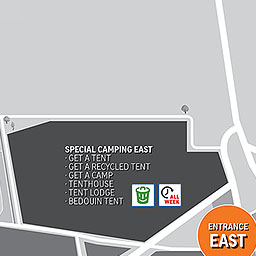 SPECIAL CAMPING EAST
· GET A TENT
· GET A RECYCLED TENT
· GET A CAMP
· TENTHOUSE
· TENT LODGE
· BEDOUIN TENT
ALL
WEEK
ENTRANCE
EAST